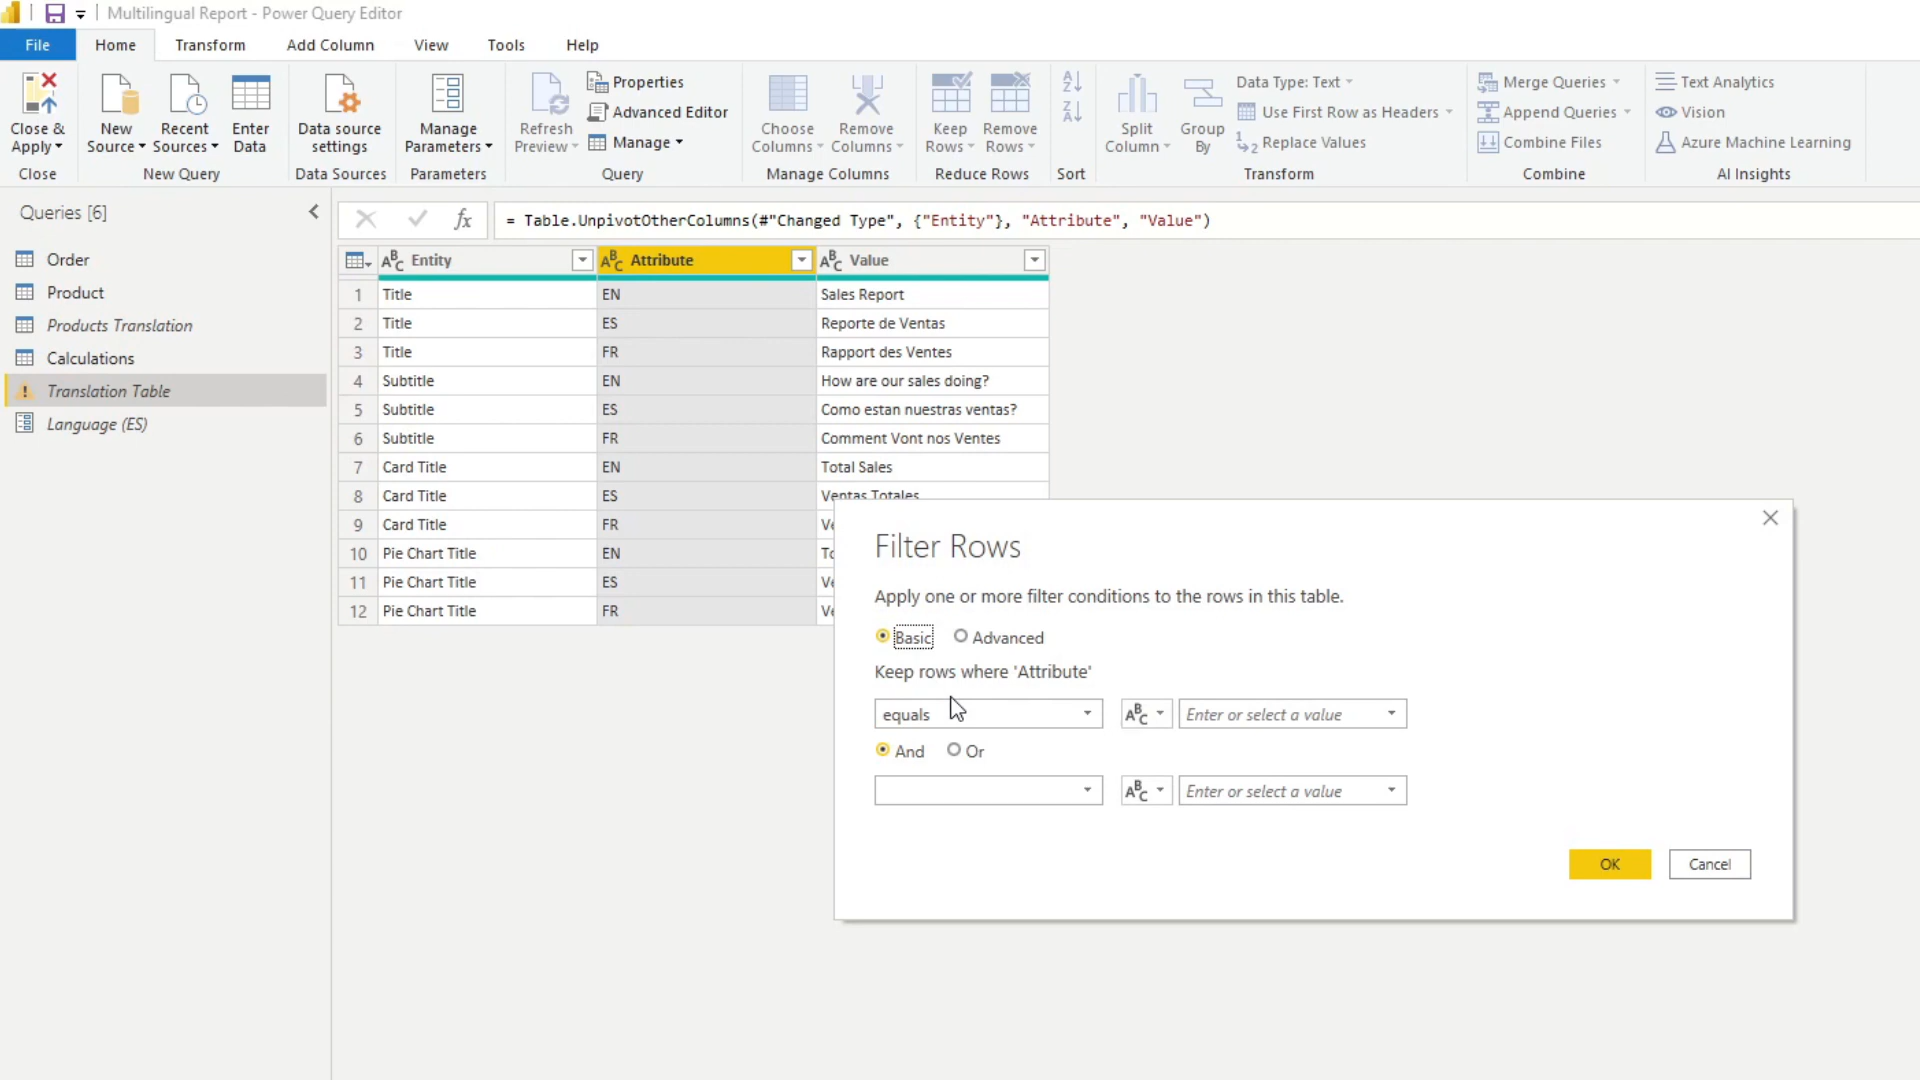 Multilingual Report - Power Query Editor
File Home Transform Add Column View Tools Help
Close & Apply
New Source
Recent Sources
Enter Data
Data source settings
Manage Parameters
Refresh Preview
Properties
Advanced Editor
Manage
Choose Columns
Remove Columns
Keep Rows
Remove Rows
Split Column
Group By
Data Type: Text
Use First Row as Headers
Replace Values
Merge Queries
Append Queries
Combine Files
Text Analytics
Vision
Azure Machine Learning
Close New Query Data Sources Parameters Query Manage Columns Reduce Rows Sort Transform Combine AI Insights
Queries [6]
Order
Product
Products Translation
Calculations
Translation Table
Language (ES)
fx = Table.UnpivotOtherColumns(#"Changed Type", {"Entity"}, "Attribute", "Value")
ABC Entity ABC Attribute ABC Value
1 Title EN Sales Report
2 Title ES Reporte de Ventas
3 Title FR Rapport des Ventes
4 Subtitle EN How are our sales doing?
5 Subtitle ES Como estan nuestras ventas?
6 Subtitle FR Comment Vont nos Ventes
7 Card Title EN Total Sales
8 Card Title ES Ventas Totales
9 Card Title FR
10 Pie Chart Title EN
11 Pie Chart Title ES
12 Pie Chart Title FR
Filter Rows
Apply one or more filter conditions to the rows in this table.
Basic Advanced
Keep rows where 'Attribute'
equals ABC Enter or select a value
And Or
ABC Enter or select a value
OK Cancel